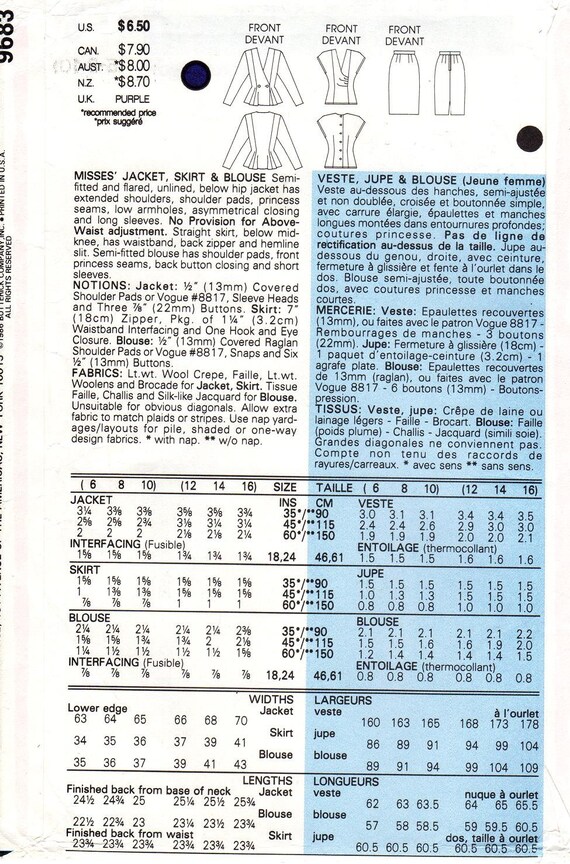 9683
©1986 BUTTERICK COMPANY INC. • PRINTED IN U.S.A.
ALL RIGHTS RESERVED
U.S. $6.50
CAN. $7.90
AUST. *$8.00
N.Z. *$8.70
U.K. PURPLE
*recommended price
*prix suggéré
FRONT
DEVANT
FRONT
DEVANT
FRONT
DEVANT
MISSES' JACKET, SKIRT & BLOUSE Semi-
fitted and flared, unlined, below hip jacket has
extended shoulders, shoulder pads, princess
seams, low armholes, asymmetrical closing
and long sleeves. No Provision for Above-
Waist adjustment. Straight skirt, below mid-
knee, has waistband, back zipper and hemline
slit. Semi-fitted blouse has shoulder pads, front
princess seams, back button closing and short
sleeves.
NOTIONS: Jacket: ½" (13mm) Covered
Shoulder Pads or Vogue #8817, Sleeve Heads
and Three ⅞" (22mm) Buttons. Skirt: 7"
(18cm) Zipper, Pkg. of 1¼" (3.2cm)
Waistband Interfacing and One Hook and Eye
Closure. Blouse: ½" (13mm) Covered Raglan
Shoulder Pads or Vogue #8817, Snaps and Six
½" (13mm) Buttons.
FABRICS: Lt.wt. Wool Crepe, Faille, Lt.wt.
Woolens and Brocade for Jacket, Skirt. Tissue
Faille, Challis and Silk-like Jacquard for Blouse.
Unsuitable for obvious diagonals. Allow extra
fabric to match plaids or stripes. Use nap yard-
ages/layouts for pile, shaded or one-way
design fabrics. * with nap. ** w/o nap.
VESTE, JUPE & BLOUSE (Jeune femme)
Veste au-dessous des hanches, semi-ajustée
et non doublée, croisée et boutonnée simple,
avec carrure élargie, épaulettes et manches
longues montées dans entournures profondes;
coutures princesse. Pas de ligne de
rectification au-dessus de la taille. Jupe au-
dessous du genou, droite, avec ceinture,
fermeture à glissière et fente à l'ourlet dans le
dos. Blouse semi-ajustée, toute boutonnée
dos, avec coutures princesse et manches
courtes.
MERCERIE: Veste: Epaulettes recouvertes
(13mm), ou faites avec le patron Vogue 8817 -
Rembourrages de manches - 3 boutons
(22mm). Jupe: Fermeture à glissière (18cm) -
1 paquet d'entoilage-ceinture (3.2cm) - 1
agrafe plate. Blouse: Epaulettes recouvertes
de 13mm (raglan), ou faites avec le patron
Vogue 8817 - 6 boutons (13mm) - Boutons-
pression.
TISSUS: Veste, jupe: Crêpe de laine ou
lainage légers - Faille - Brocart. Blouse: Faille
(poids plume) - Challis - Jacquard (simili soie).
Grandes diagonales ne conviennent pas.
Compte non tenu des raccords de
rayures/carreaux. * avec sens ** sans sens.
( 6 8 10) (12 14 16) SIZE TAILLE ( 6 8 10) (12 14 16)
JACKET INS CM VESTE
3¼ 3⅜ 3⅜ 3⅜ 3⅜ 3¾ 35*/**90 3.0 3.1 3.1 3.4 3.4 3.5
2⅝ 2⅝ 2¾ 3⅛ 3¼ 3¼ 45*/**115 2.4 2.4 2.6 2.9 3.0 3.0
2 2 2 2⅛ 2⅛ 2¼ 60*/**150 1.9 1.9 1.9 2.0 2.0 2.1
INTERFACING (Fusible) ENTOILAGE (thermocollant)
1⅝ 1⅝ 1⅝ 1¾ 1¾ 1¾ 18,24 46,61 1.5 1.5 1.5 1.6 1.6 1.6
SKIRT JUPE
1⅝ 1⅝ 1⅝ 1⅝ 1⅝ 1⅝ 35*/**90 1.5 1.5 1.5 1.5 1.5 1.5
1 1⅜ 1⅜ 1⅝ 1⅝ 1⅝ 45*/**115 1.0 1.3 1.3 1.5 1.5 1.5
⅞ ⅞ ⅞ 1 1 1 60*/**150 0.8 0.8 0.8 1.0 1.0 1.0
BLOUSE BLOUSE
2¼ 2¼ 2¼ 2¼ 2¼ 2⅜ 35*/**90 2.1 2.1 2.1 2.1 2.1 2.2
1⅝ 1⅝ 1¾ 1¾ 2 2⅛ 45*/**115 1.5 1.5 1.6 1.6 1.9 2.0
1¼ 1½ 1½ 1½ 1½ 1⅝ 60*/**150 1.2 1.4 1.4 1.4 1.4 1.5
INTERFACING (Fusible) ENTOILAGE (thermocollant)
⅞ ⅞ ⅞ ⅞ ⅞ ⅞ 18,24 46,61 0.8 0.8 0.8 0.8 0.8 0.8
WIDTHS LARGEURS
Lower edge Jacket veste à l'ourlet
63 64 65 66 68 70 160 163 165 168 173 178
Skirt jupe
34 35 36 37 39 41 86 89 91 94 99 104
Blouse blouse
35 36 37 39 41 43 89 91 94 99 104 109
LENGTHS LONGUEURS
Finished back from base of neck Jacket veste nuque à ourlet
24½ 24¾ 25 25¼ 25½ 25¾ 62 63 63.5 64 65 65.5
Blouse blouse
22½ 22¾ 23 23¼ 23½ 23¾ 57 58 58.5 59 59.5 60.5
Finished back from waist Skirt jupe dos, taille à ourlet
23¾ 23¾ 23¾ 23¾ 23¾ 23¾ 60.5 60.5 60.5 60.5 60.5 60.5